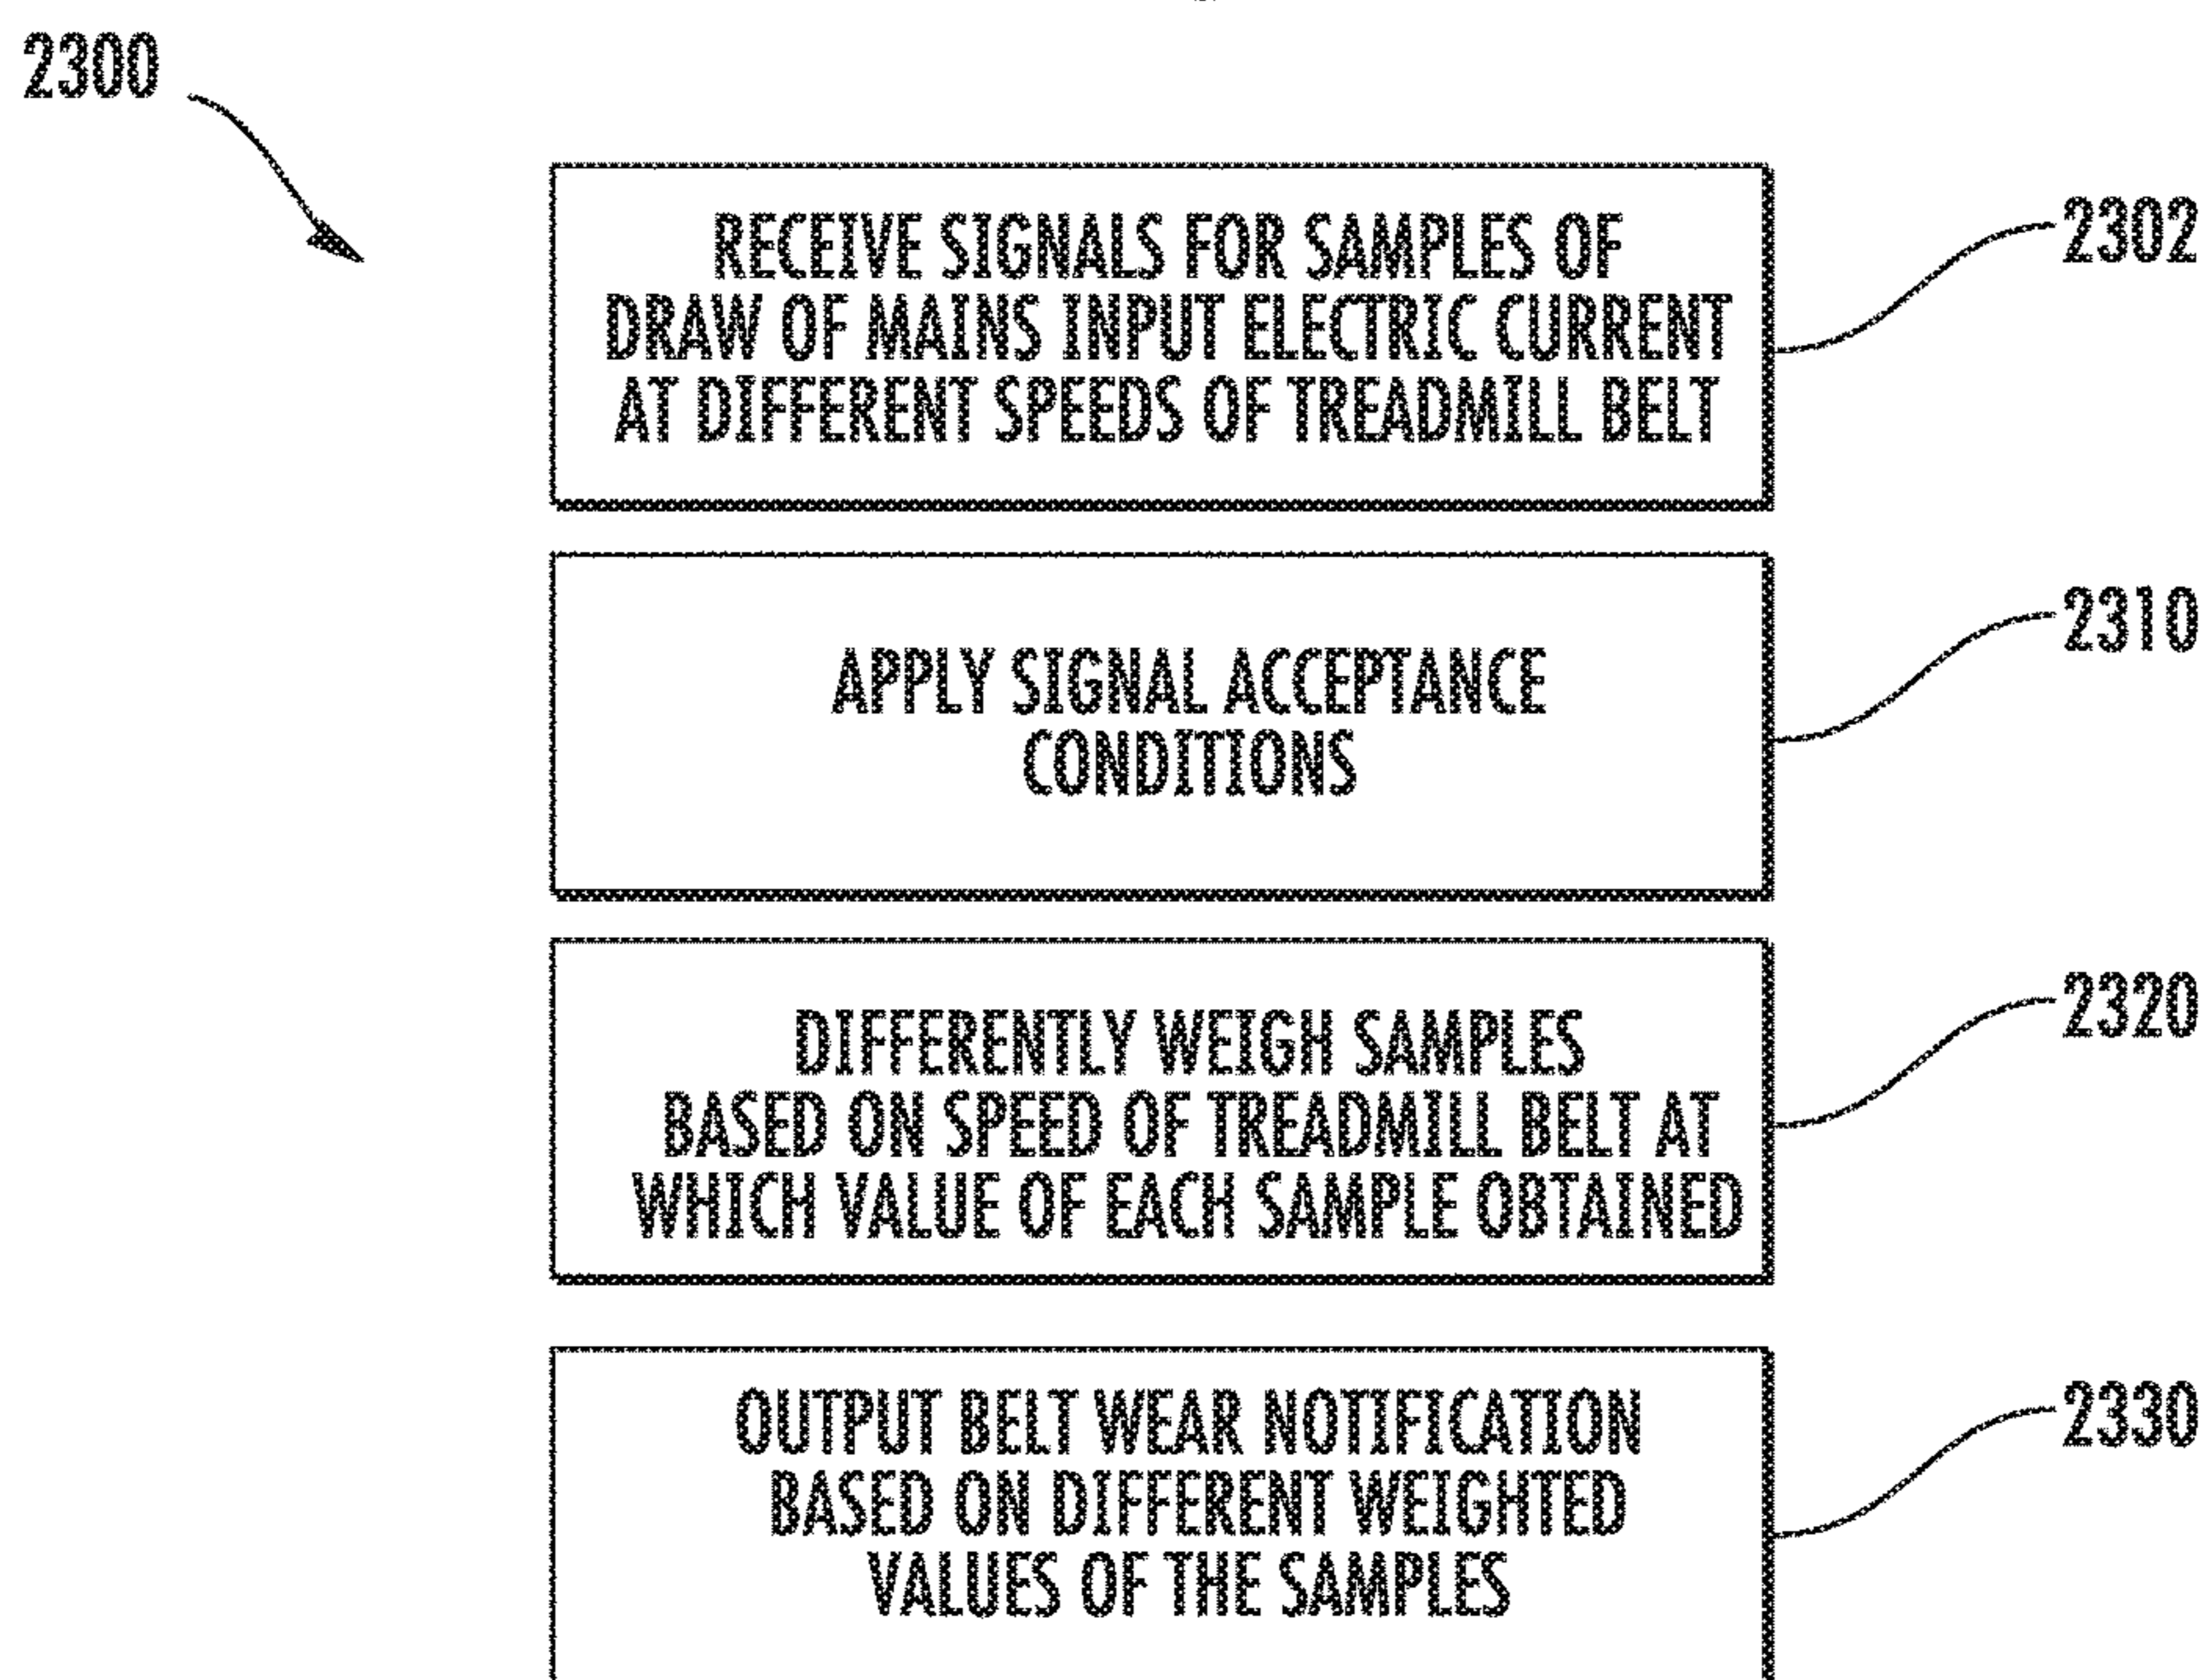 2300
RECEIVE SIGNALS FOR SAMPLES OF
DRAW OF MAINS INPUT ELECTRIC CURRENT
AT DIFFERENT SPEEDS OF TREADMILL BELT
2302
APPLY SIGNAL ACCEPTANCE
CONDITIONS
2310
DIFFERENTLY WEIGH SAMPLES
BASED ON SPEED OF TREADMILL BELT AT
WHICH VALUE OF EACH SAMPLE OBTAINED
2320
OUTPUT BELT WEAR NOTIFICATION
BASED ON DIFFERENT WEIGHTED
VALUES OF THE SAMPLES
2330